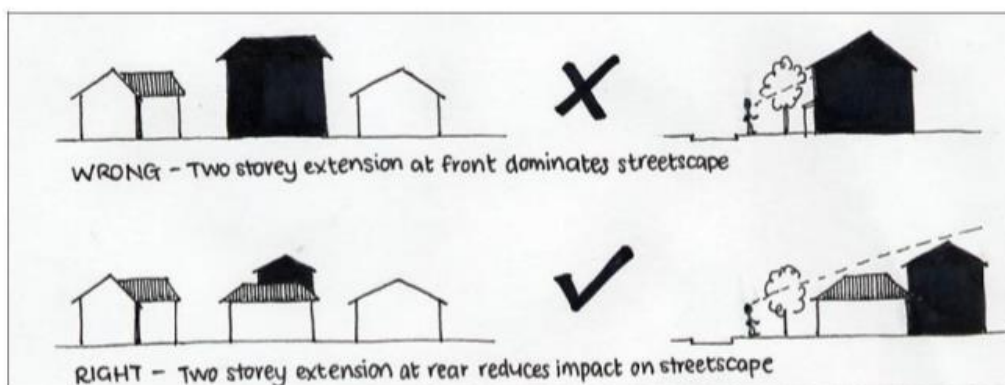 WRONG - Two storey extension at front dominates streetscape
RIGHT - Two storey extension at rear reduces impact on streetscape